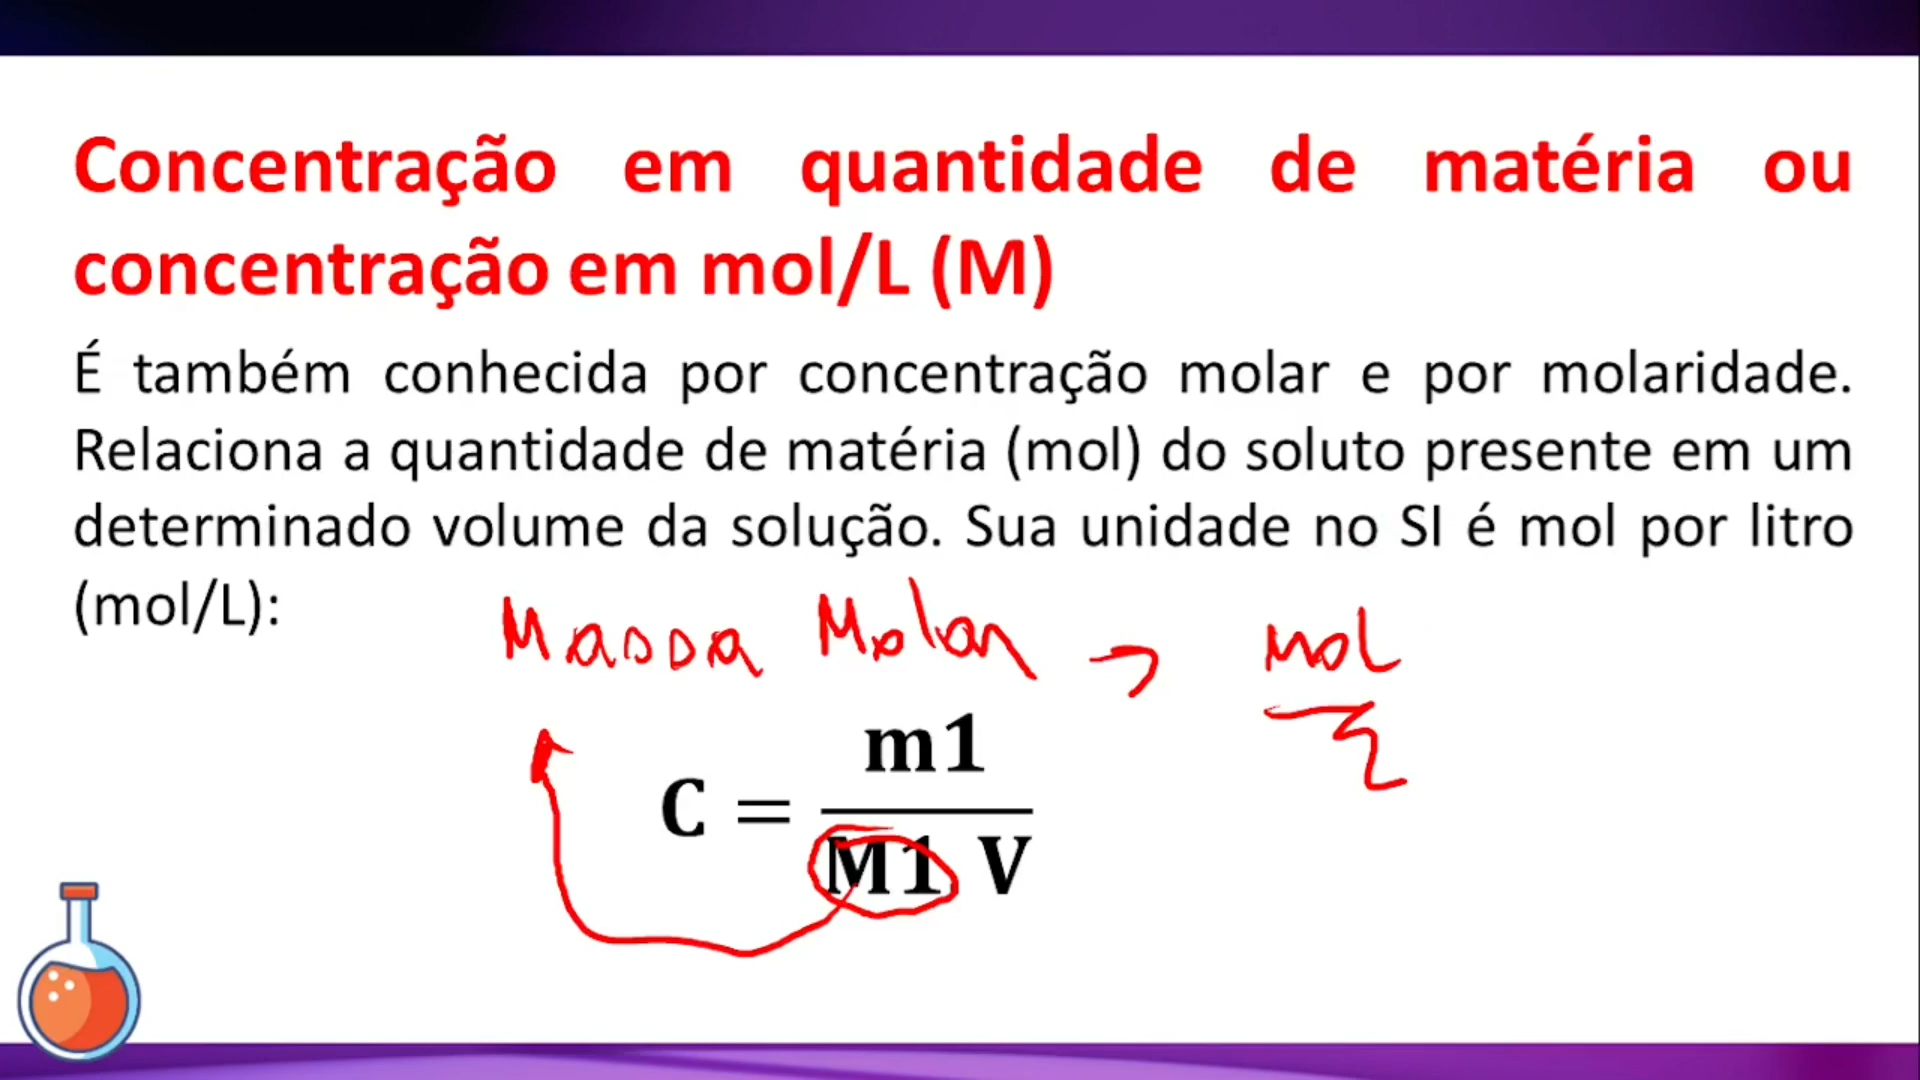 Concentração em quantidade de matéria ou
concentração em mol/L (M)
É também conhecida por concentração molar e por molaridade.
Relaciona a quantidade de matéria (mol) do soluto presente em um
determinado volume da solução. Sua unidade no SI é mol por litro
(mol/L):
Massa Molar → mol
m1
C =
M1 V